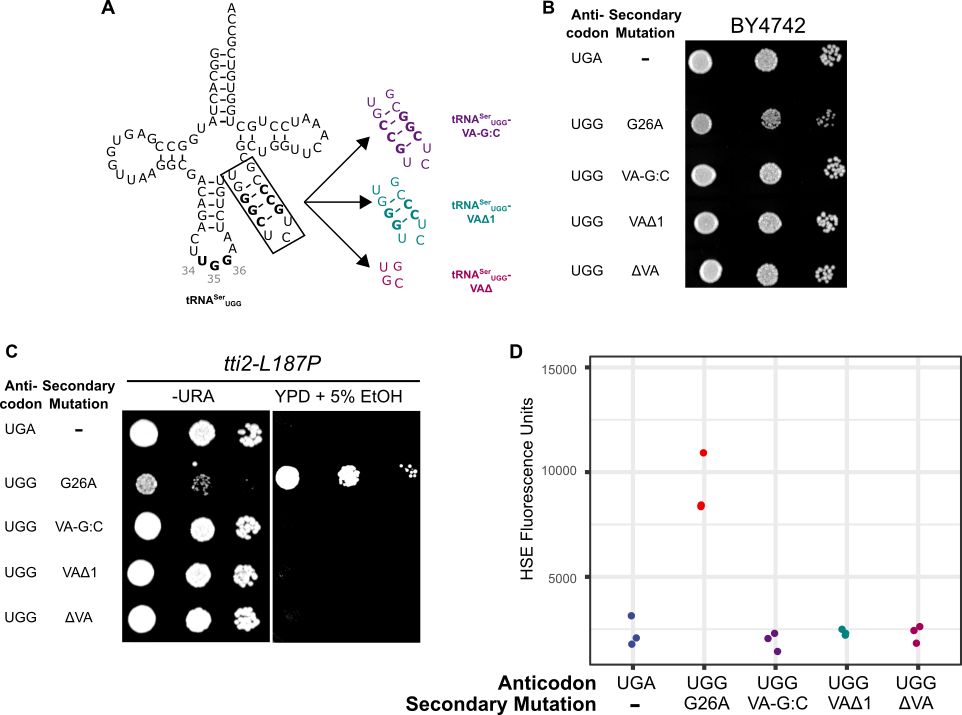 A
34
35
36
U G G
tRNA^Ser_UGG
tRNA^Ser_UGG-
VA-G:C
tRNA^Ser_UGG-
VAΔ1
tRNA^Ser_UGG-
VAΔ
B
Anti- Secondary
codon Mutation
BY4742
UGA -
UGG G26A
UGG VA-G:C
UGG VAΔ1
UGG ΔVA
C
tti2-L187P
Anti- Secondary
codon Mutation
-URA
YPD + 5% EtOH
UGA -
UGG G26A
UGG VA-G:C
UGG VAΔ1
UGG ΔVA
D
HSE Fluorescence Units
15000
10000
5000
Anticodon UGA UGG UGG UGG UGG
Secondary Mutation - G26A VA-G:C VAΔ1 ΔVA